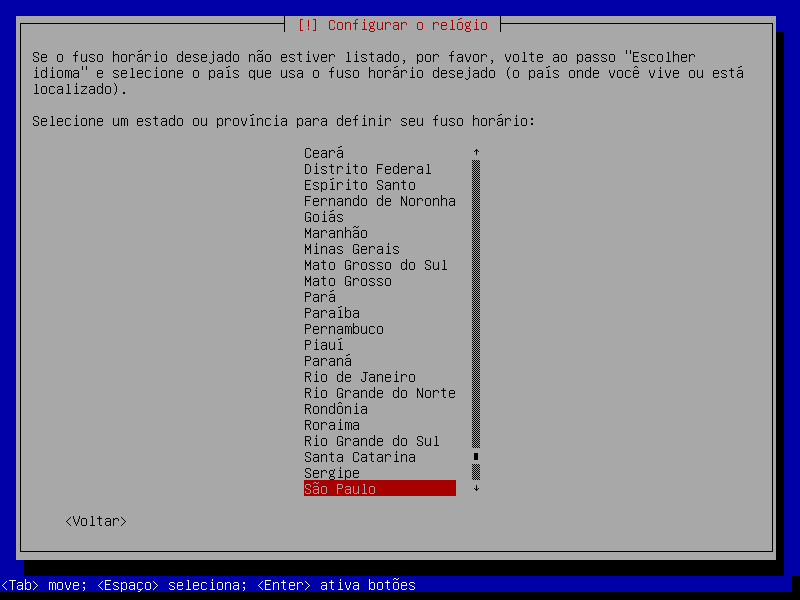 [!] Configurar o relógio
Se o fuso horário desejado não estiver listado, por favor, volte ao passo "Escolher
idioma" e selecione o país que usa o fuso horário desejado (o país onde você vive ou está
localizado).
Selecione um estado ou província para definir seu fuso horário:
Ceará
Distrito Federal
Espírito Santo
Fernando de Noronha
Goiás
Maranhão
Minas Gerais
Mato Grosso do Sul
Mato Grosso
Pará
Paraíba
Pernambuco
Piauí
Paraná
Rio de Janeiro
Rio Grande do Norte
Rondônia
Roraima
Rio Grande do Sul
Santa Catarina
Sergipe
São Paulo
<Voltar>
<Tab> move; <Espaço> seleciona; <Enter> ativa botões